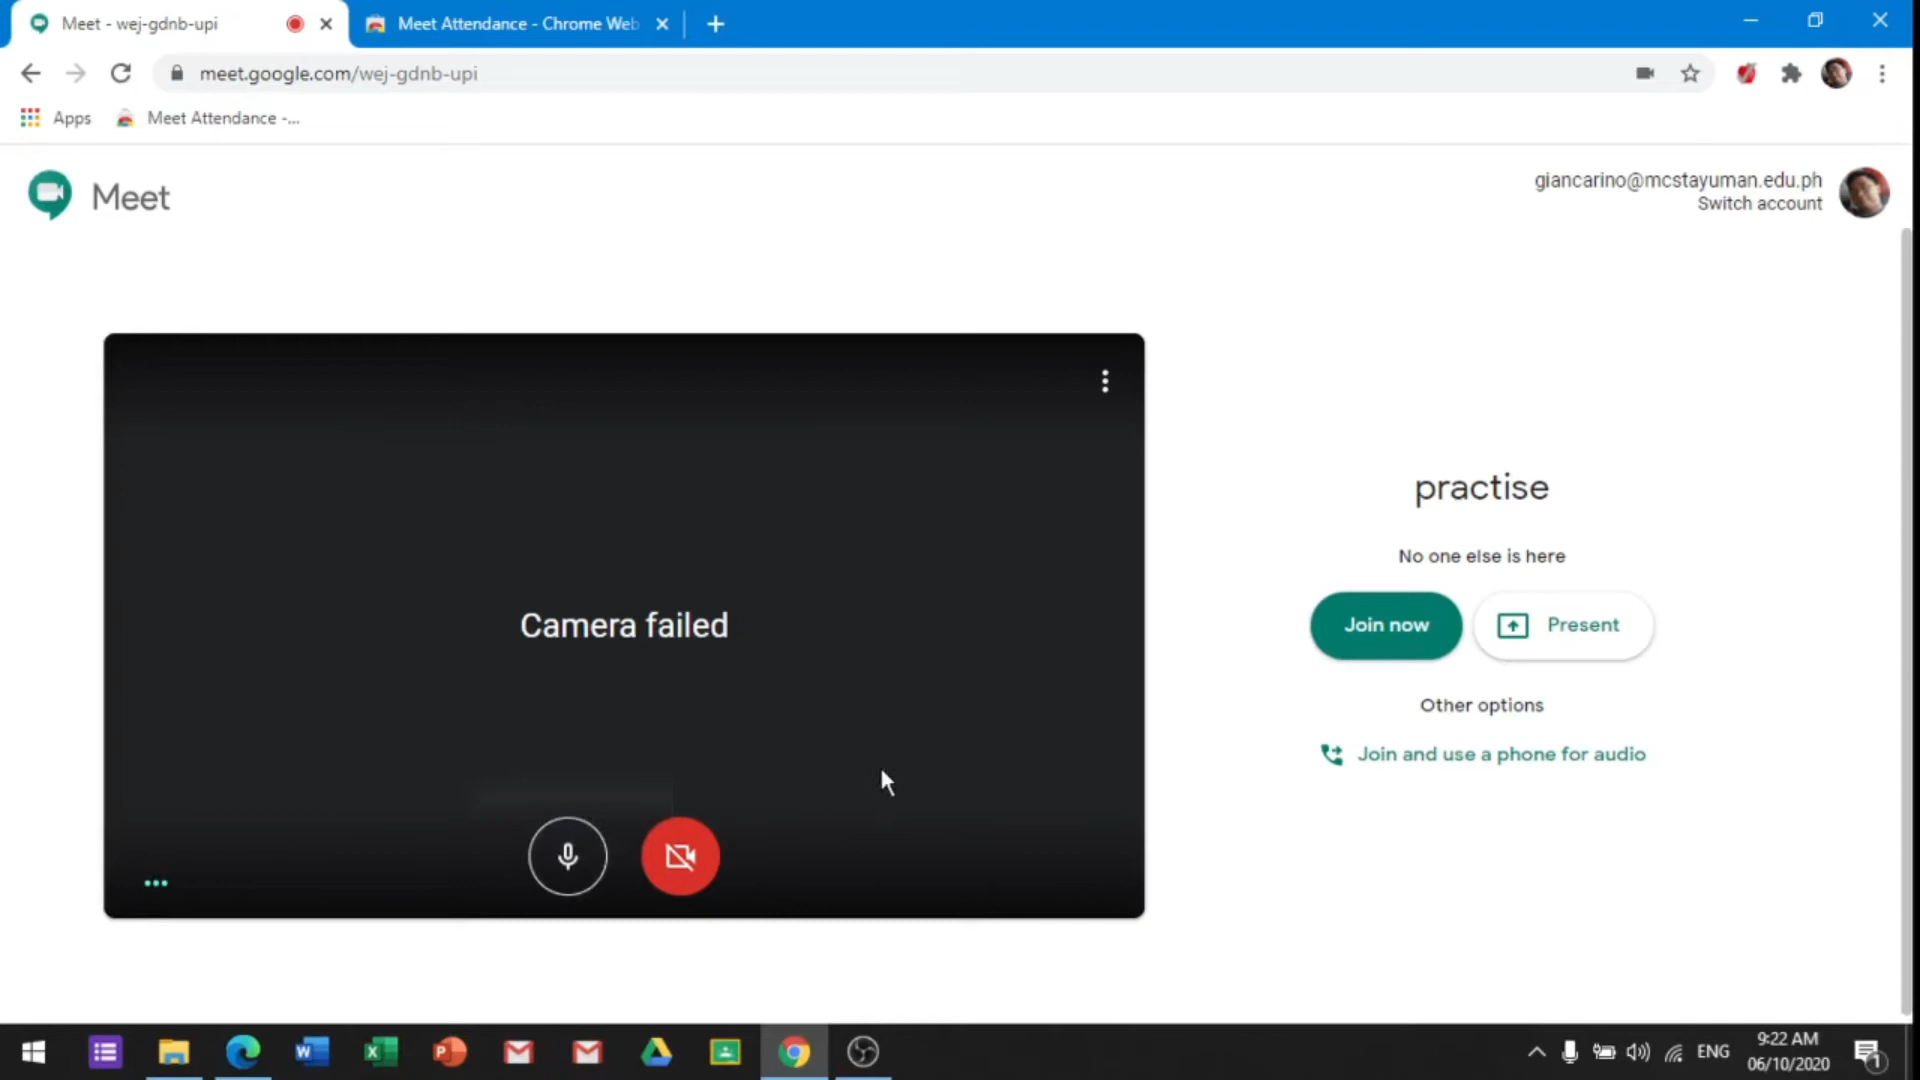 Meet - wej-gdnb-upi
Meet Attendance - Chrome Web
meet.google.com/wej-gdnb-upi
Apps
Meet Attendance -...
Meet
giancarino@mcstayuman.edu.ph
Switch account
Camera failed
practise
No one else is here
Join now
Present
Other options
Join and use a phone for audio
ENG
9:22 AM
06/10/2020
1